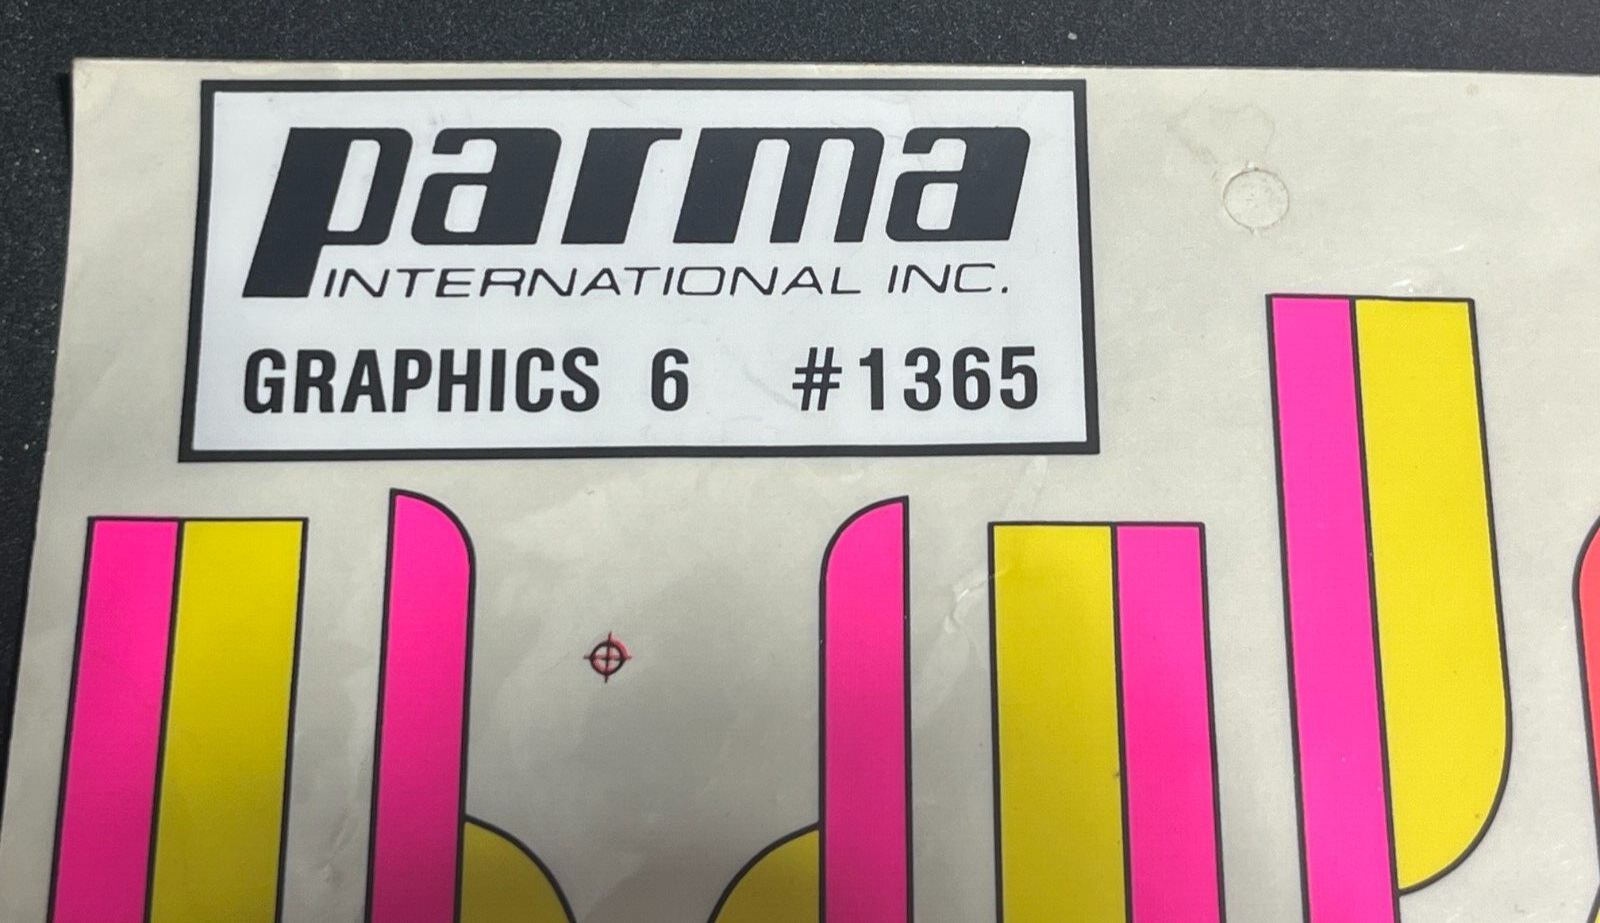 parma
INTERNATIONAL INC.
GRAPHICS 6 #1365